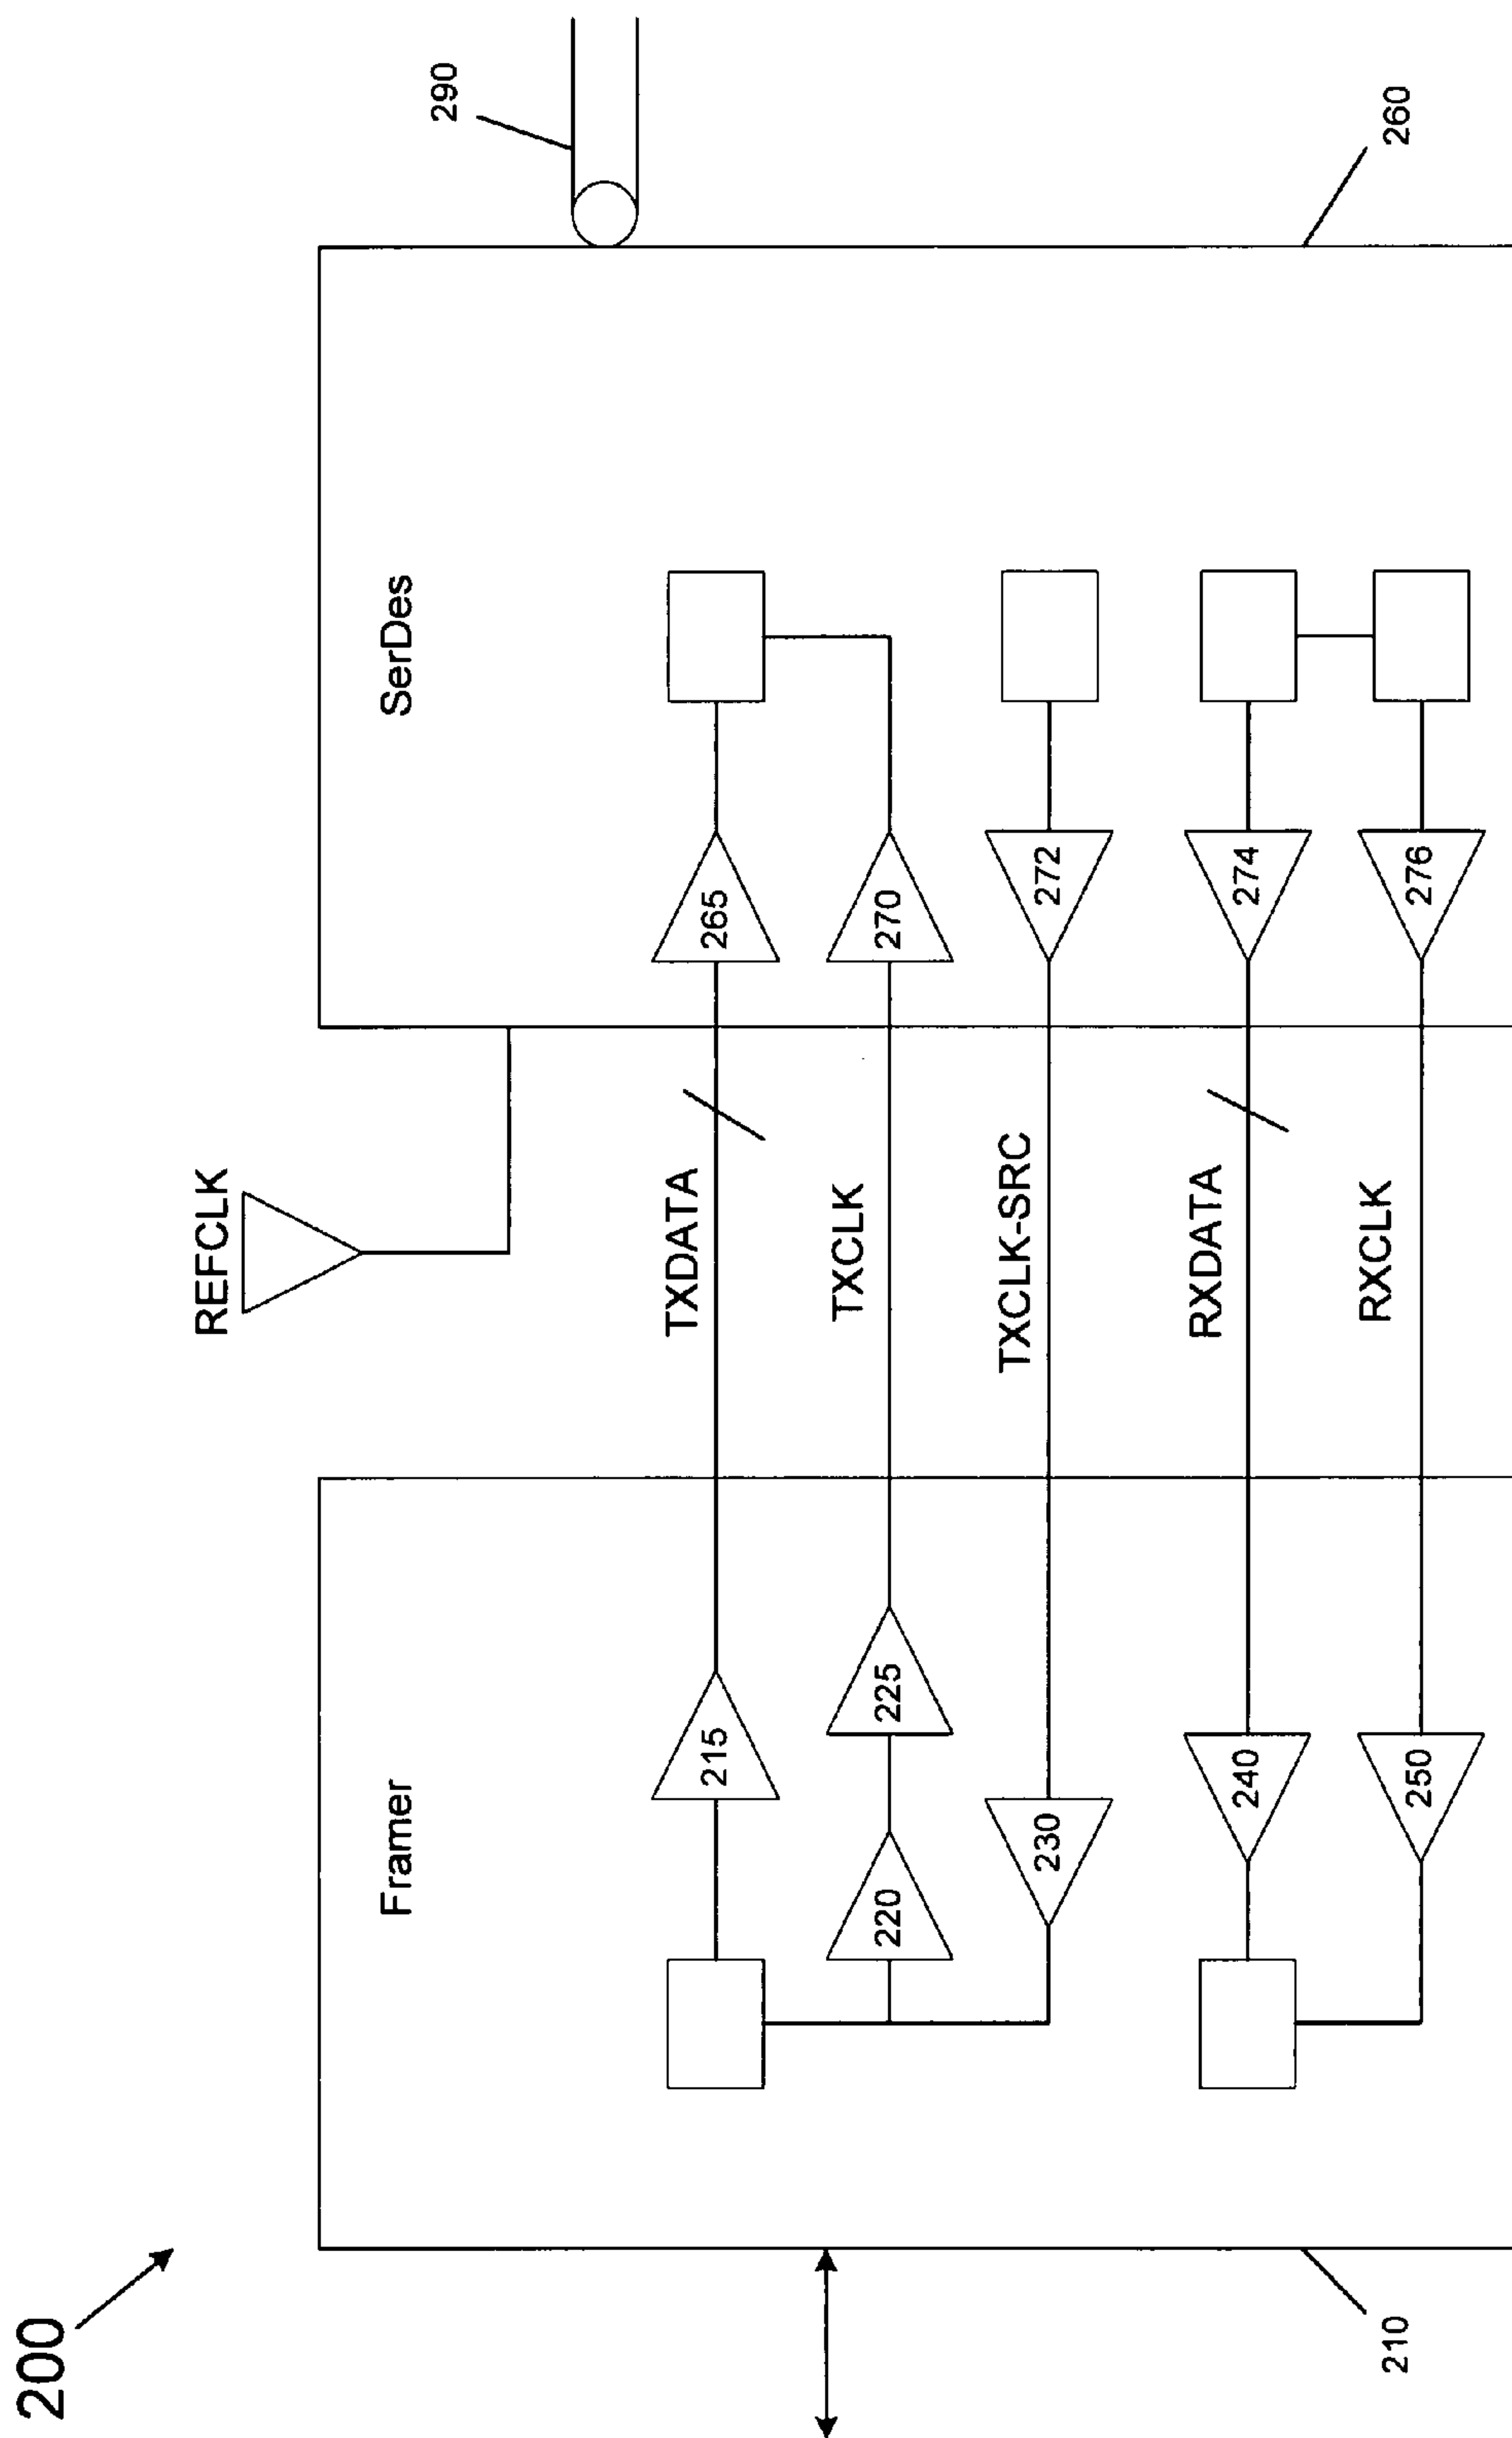 200
REFCLK
Framer
SerDes
290
215
TXDATA
265
220
225
TXCLK
270
230
TXCLK-SRC
272
240
RXDATA
274
250
RXCLK
276
210
260